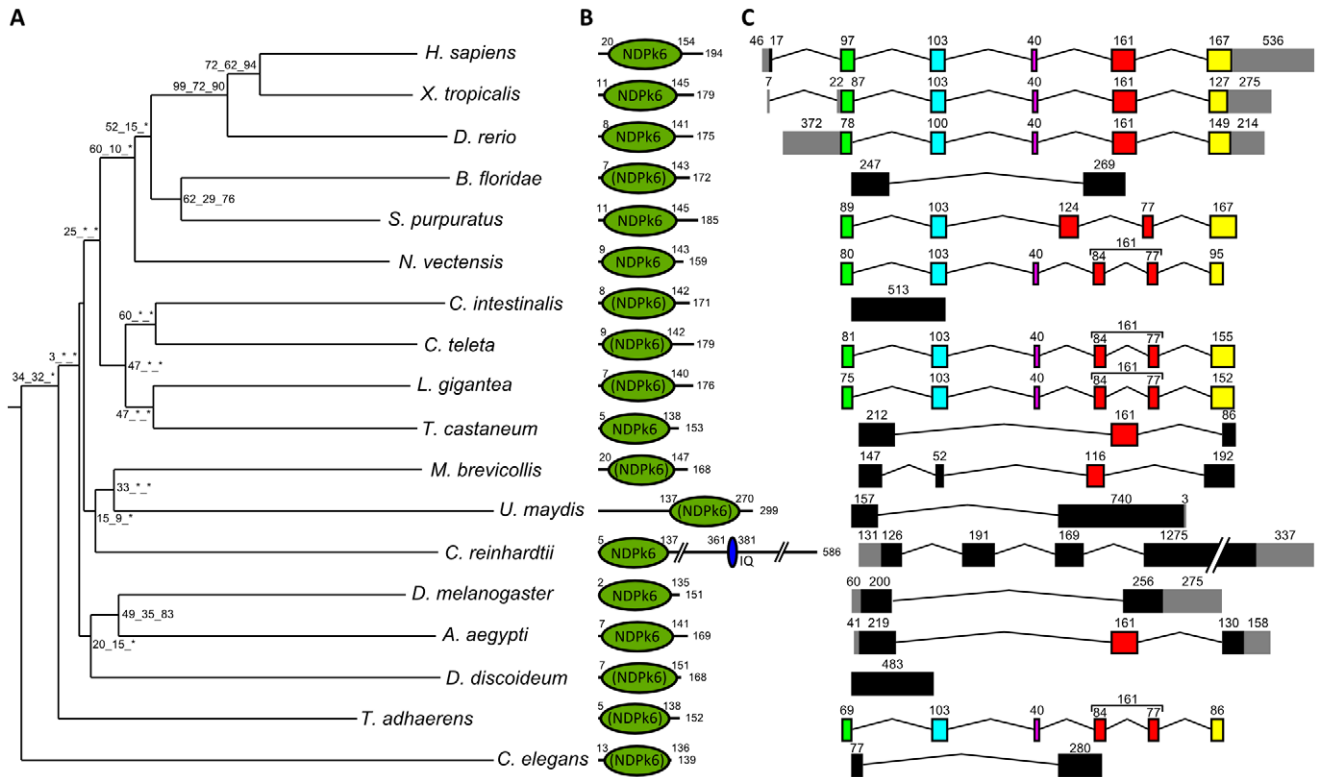 A B C
H. sapiens 20 154 NDPk6 194 46 17 97 103 40 161 167 536
72_62_94
X. tropicalis 11 145 NDPk6 179 7 22 87 103 40 161 127 275
99_72_90
D. rerio 8 141 NDPk6 175 372 78 100 40 161 149 214
52_15_*
60_10_*
B. floridae 7 143 (NDPk6) 172 247 269
62_29_76
S. purpuratus 11 145 NDPk6 185 89 103 124 77 167
25_*_*
N. vectensis 9 143 NDPk6 159 80 103 40 161 84 77 95
C. intestinalis 8 142 (NDPk6) 171 513
60_*_*
C. teleta 9 142 (NDPk6) 179 81 103 40 161 84 77 155
3_*_*
47_*_*
34_32_*
L. gigantea 7 140 (NDPk6) 176 75 103 40 161 84 77 152
47_*_*
T. castaneum 5 138 NDPk6 153 212 161 86
M. brevicollis 20 147 (NDPk6) 168 147 52 116 192
33_*_*
U. maydis 137 270 (NDPk6) 299 157 740 3
15_9_*
C. reinhardtii 5 137 NDPk6 361 381 IQ 586 131 126 191 169 1275 337
D. melanogaster 2 135 NDPk6 151 60 200 256 275
49_35_83
A. aegypti 7 141 NDPk6 169 41 219 161 130 158
20_15_*
D. discoideum 7 151 (NDPk6) 168 483
T. adhaerens 5 138 (NDPk6) 152 69 103 40 161 84 77 86
C. elegans 13 136 (NDPk6) 139 77 280